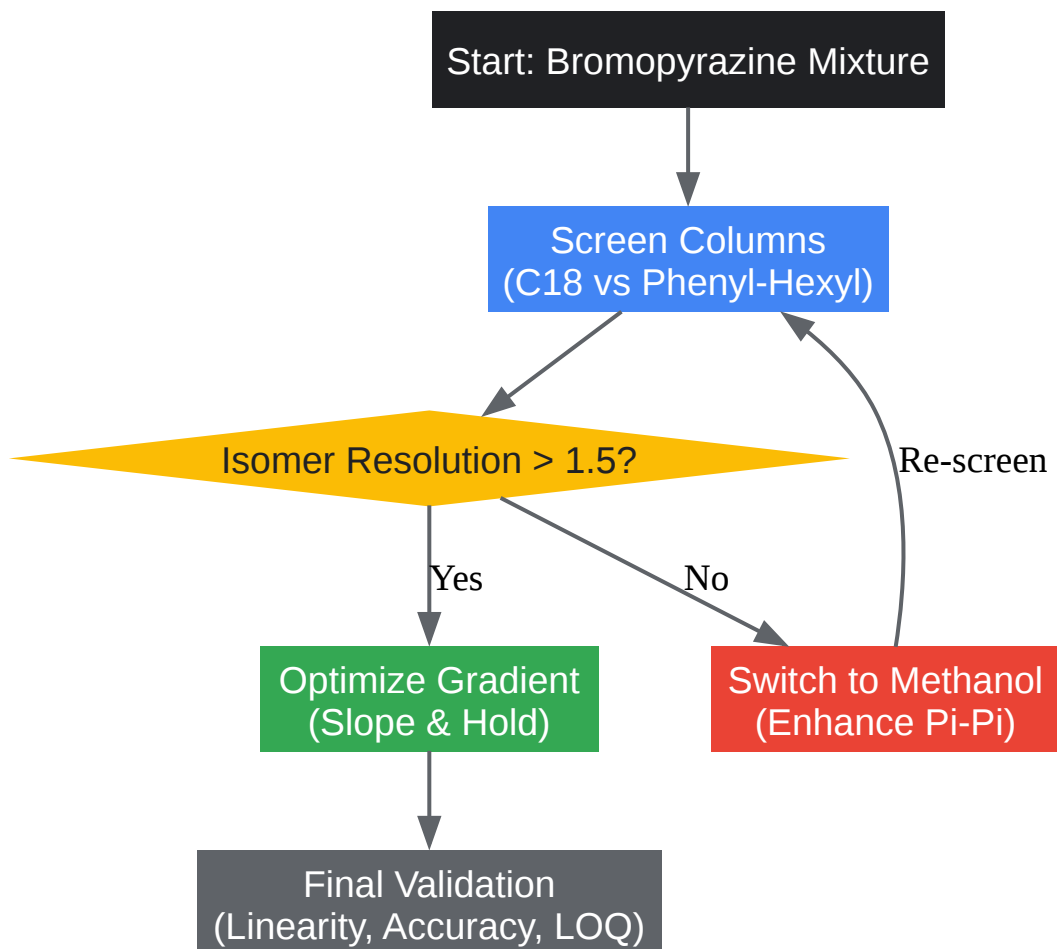 Start: Bromopyrazine Mixture
Screen Columns
(C18 vs Phenyl-Hexyl)
Isomer Resolution > 1.5?
Re-screen
Yes
No
Optimize Gradient
(Slope & Hold)
Switch to Methanol
(Enhance Pi-Pi)
Final Validation
(Linearity, Accuracy, LOQ)